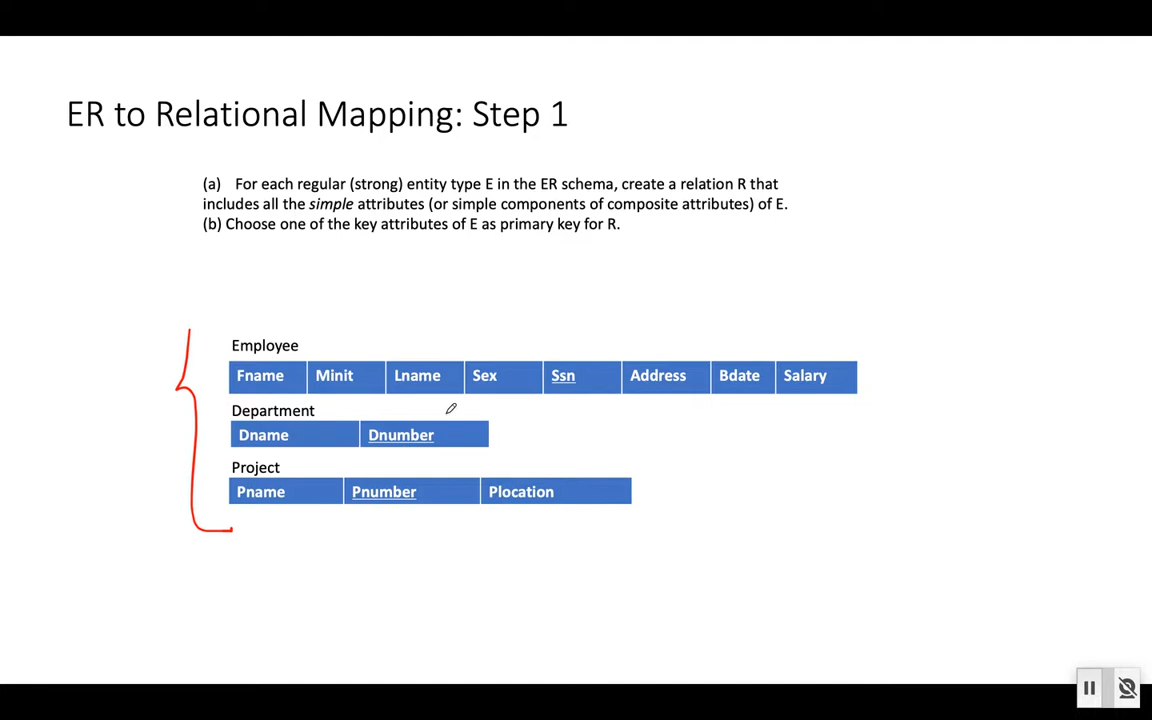 ER to Relational Mapping: Step 1
(a) For each regular (strong) entity type E in the ER schema, create a relation R that
includes all the simple attributes (or simple components of composite attributes) of E.
(b) Choose one of the key attributes of E as primary key for R.
Employee
Fname Minit Lname Sex Ssn Address Bdate Salary
Department
Dname Dnumber
Project
Pname Pnumber Plocation